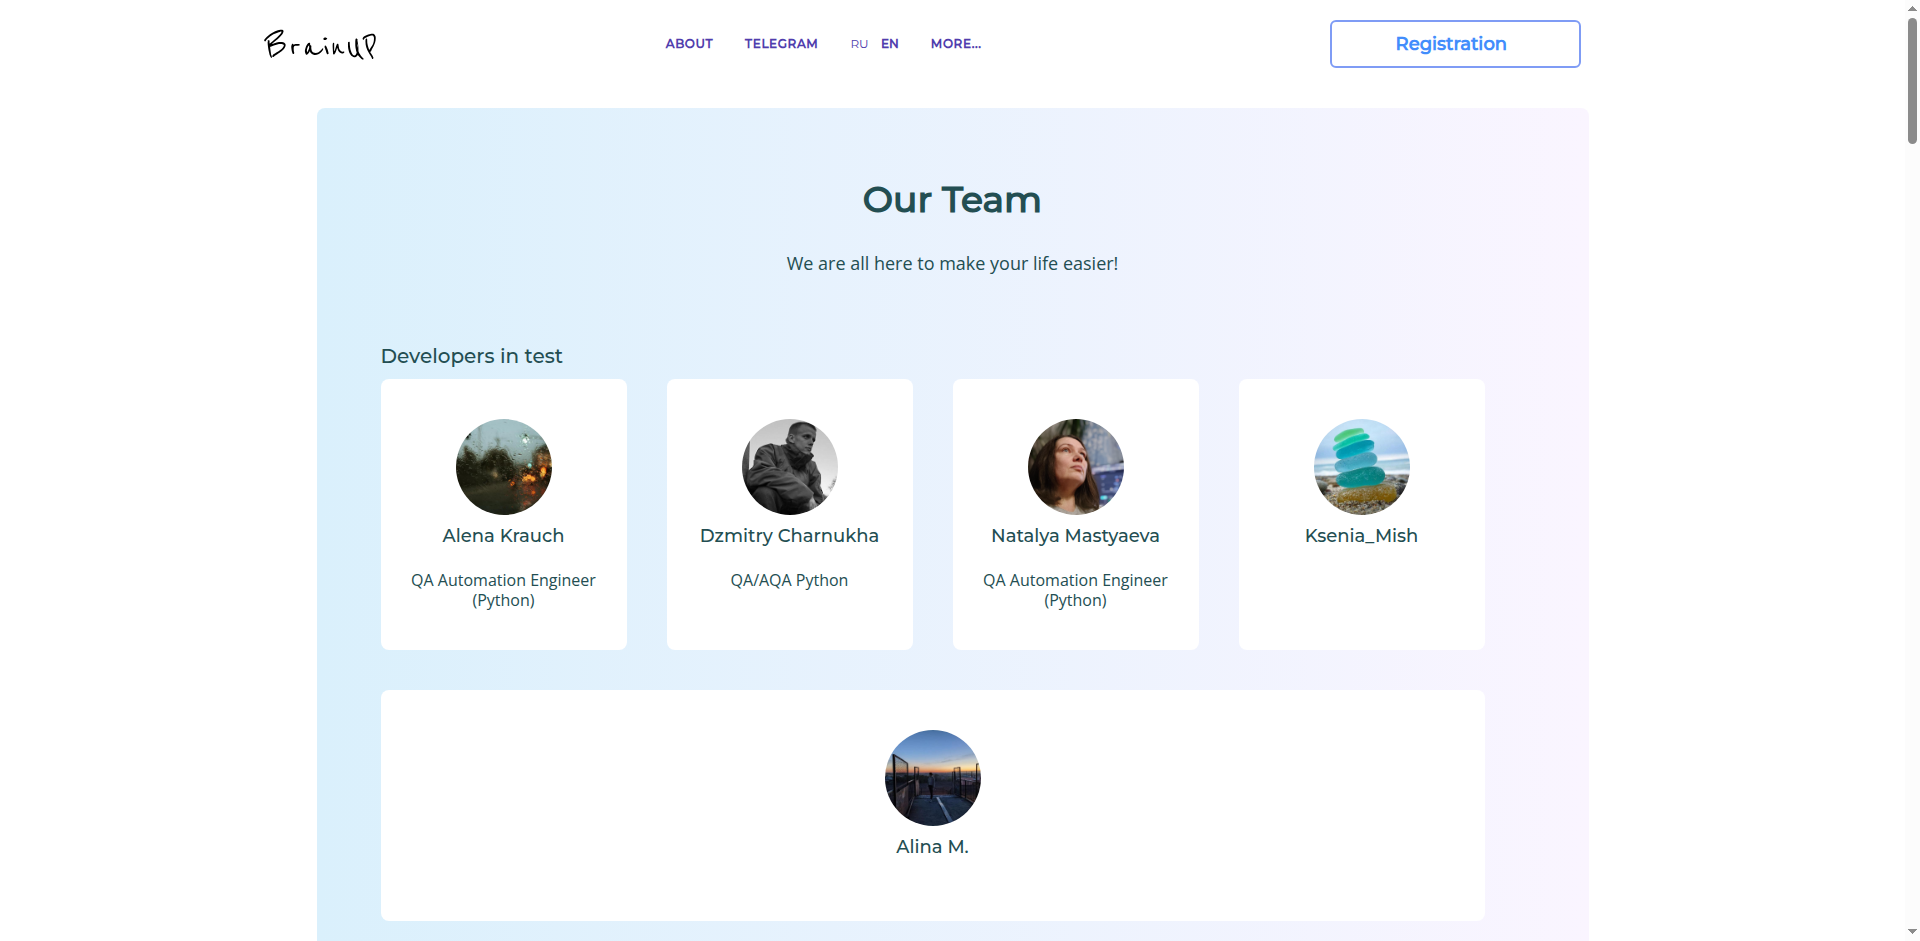 BrainUP
ABOUT TELEGRAM RU EN MORE...
Registration
Our Team
We are all here to make your life easier!
Developers in test
Alena Krauch
QA Automation Engineer
(Python)
Dzmitry Charnukha
QA/AQA Python
Natalya Mastyaeva
QA Automation Engineer
(Python)
Ksenia_Mish
Alina M.